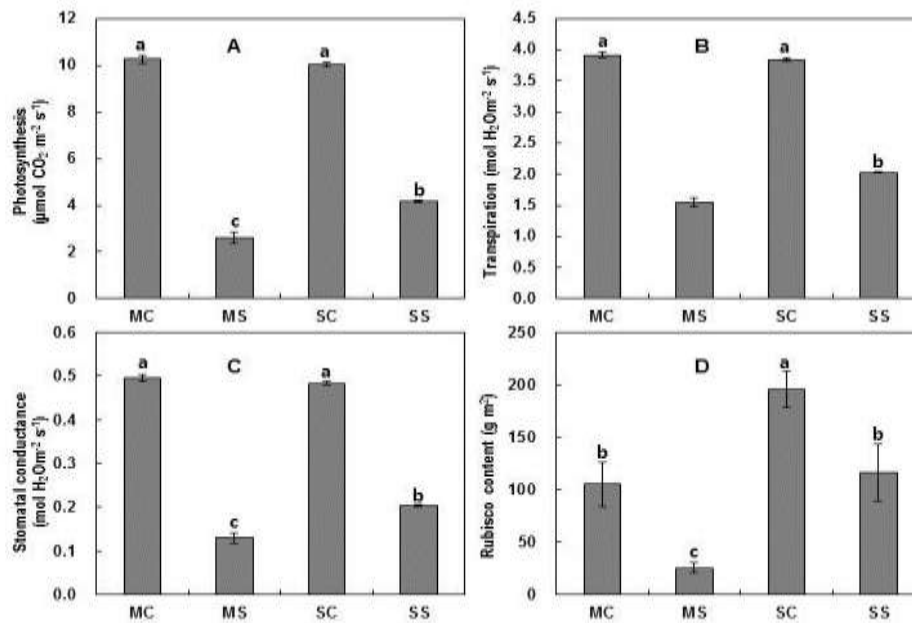 12
10
8
6
4
2
0
Photosynthesis
(µmol CO₂ m⁻² s⁻¹)
A
a
c
a
b
MC MS SC SS
4.5
4.0
3.5
3.0
2.5
2.0
1.5
1.0
0.5
0.0
Transpiration (mol H₂Om⁻² s⁻¹)
B
a
a
b
MC MS SC SS
0.6
0.5
0.4
0.3
0.2
0.1
0.0
Stomatal conductance
(mol H₂Om⁻² s⁻¹)
C
a
c
a
b
MC MS SC SS
250
200
150
100
50
0
Rubisco content (g m²)
D
b
c
a
b
MC MS SC SS